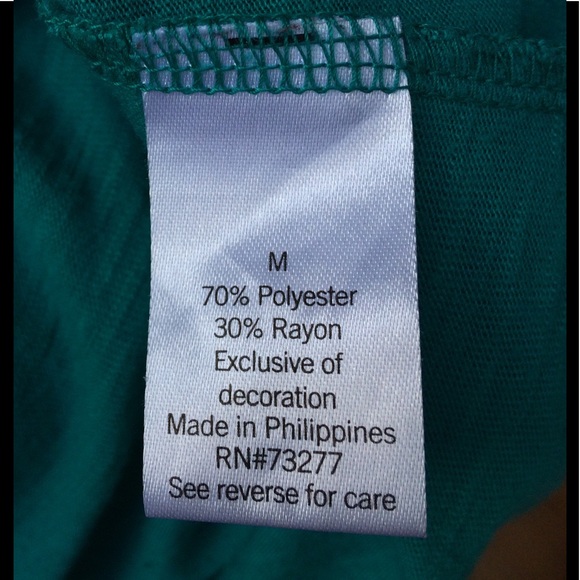 M
70% Polyester
30% Rayon
Exclusive of
decoration
Made in Philippines
RN#73277
See reverse for care